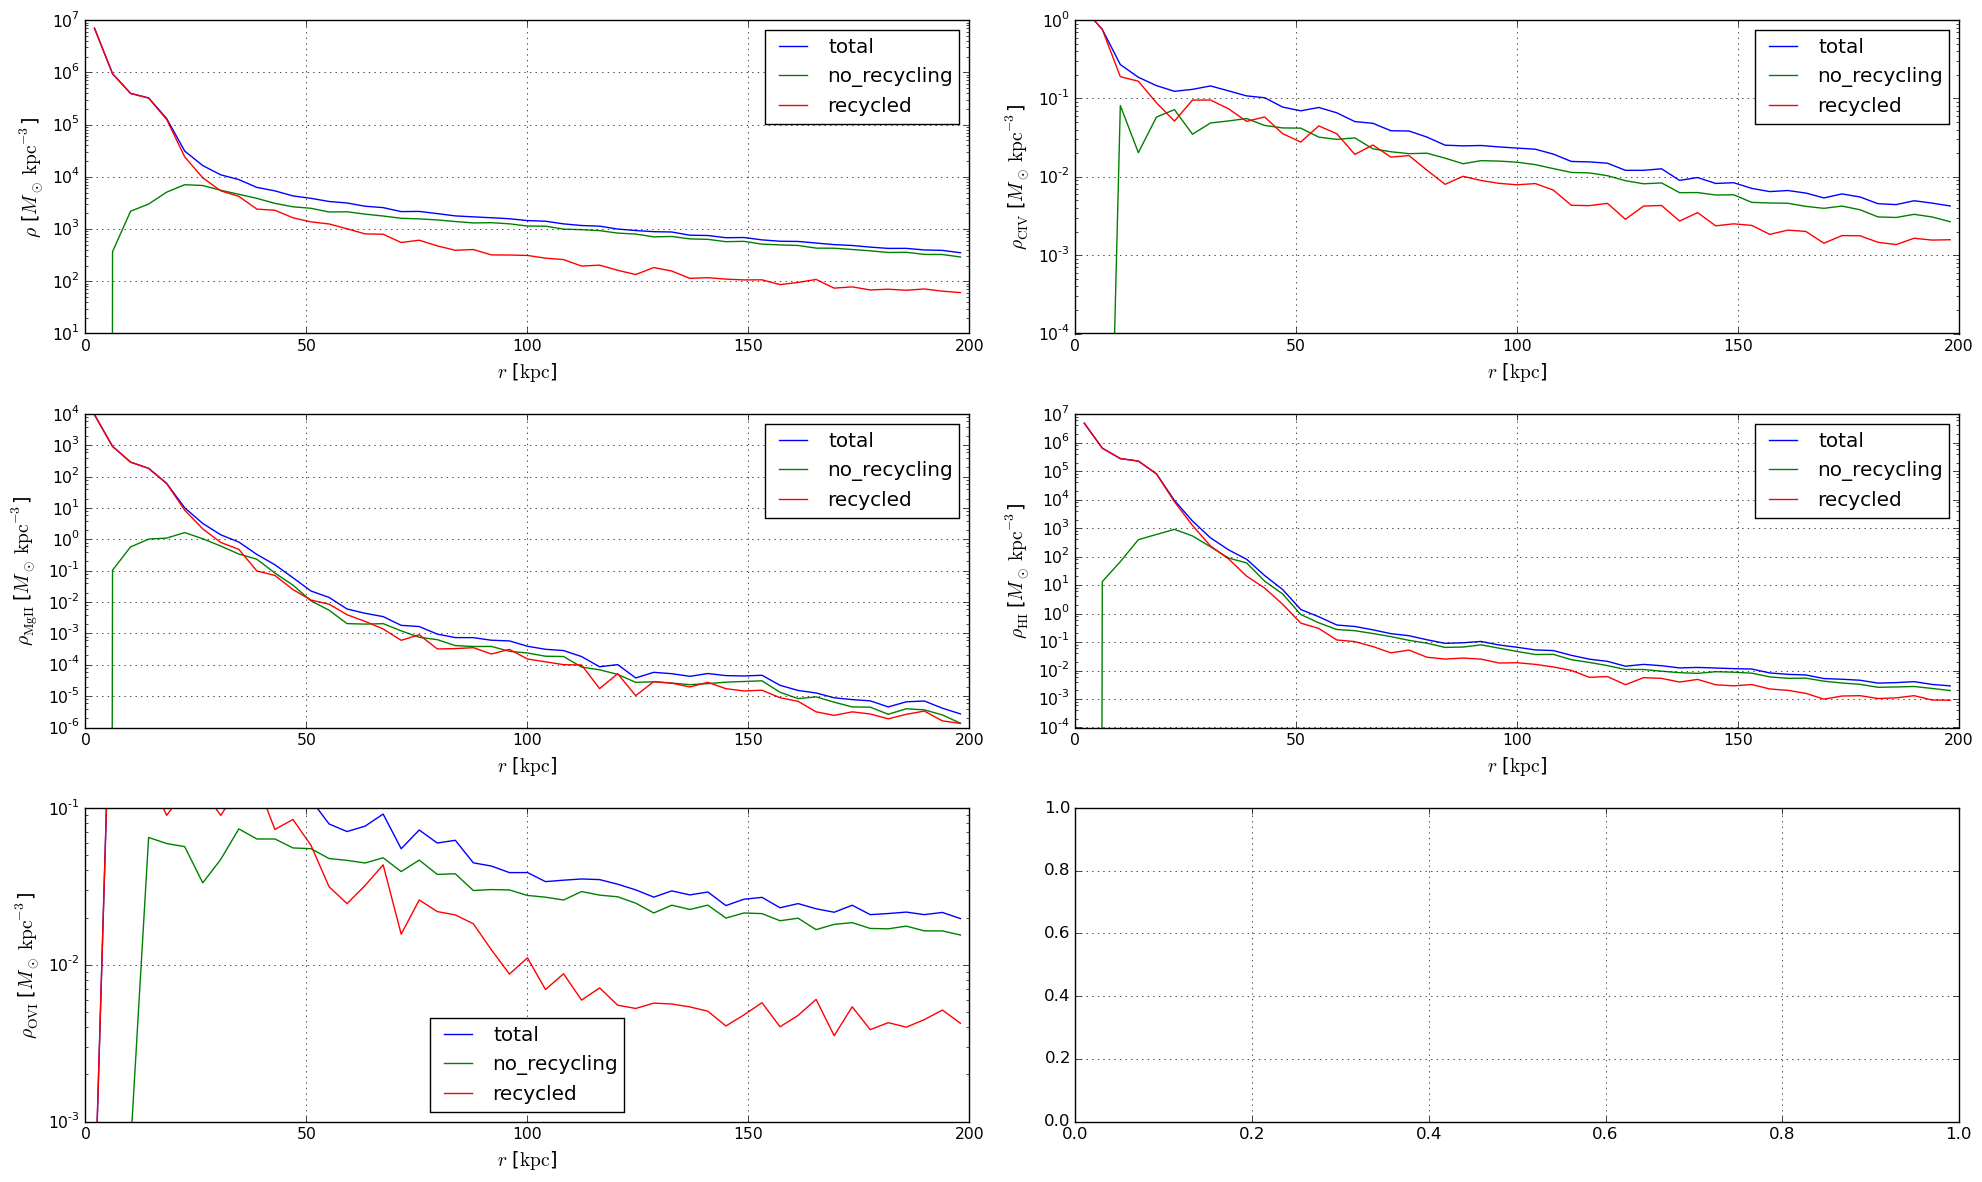 10^7
10^6
10^5
10^4
10^3
10^2
10^1
ρ [M_⊙ kpc^{-3}]
total
no_recycling
recycled
0 50 100 150 200
r [kpc]
10^0
10^{-1}
10^{-2}
10^{-3}
10^{-4}
ρ_CIV [M_⊙ kpc^{-3}]
total
no_recycling
recycled
0 50 100 150 200
r [kpc]
10^4
10^3
10^2
10^1
10^0
10^{-1}
10^{-2}
10^{-3}
10^{-4}
10^{-5}
10^{-6}
ρ_MgII [M_⊙ kpc^{-3}]
total
no_recycling
recycled
0 50 100 150 200
r [kpc]
10^7
10^6
10^5
10^4
10^3
10^2
10^1
10^0
10^{-1}
10^{-2}
10^{-3}
10^{-4}
ρ_HI [M_⊙ kpc^{-3}]
total
no_recycling
recycled
0 50 100 150 200
r [kpc]
10^{-1}
10^{-2}
10^{-3}
ρ_OVI [M_⊙ kpc^{-3}]
total
no_recycling
recycled
0 50 100 150 200
r [kpc]
1.0
0.8
0.6
0.4
0.2
0.0
0.0 0.2 0.4 0.6 0.8 1.0